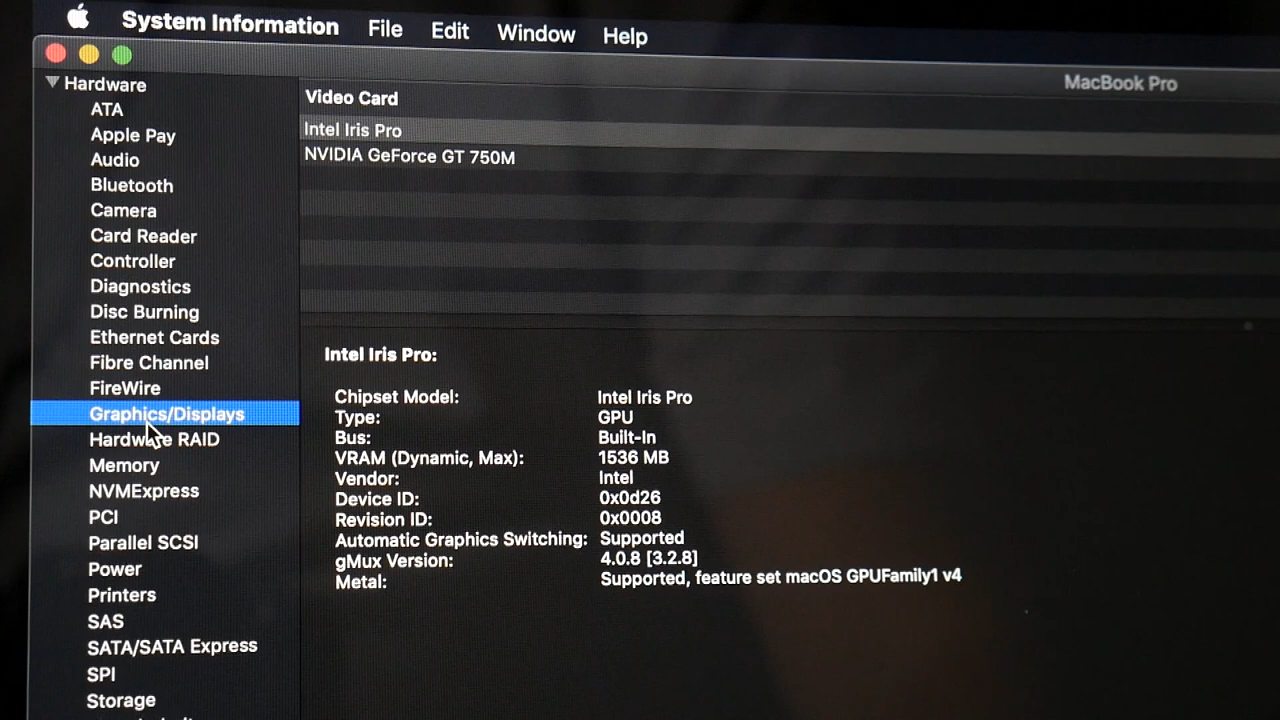 System Information File Edit Window Help
MacBook Pro
Hardware
ATA
Apple Pay
Audio
Bluetooth
Camera
Card Reader
Controller
Diagnostics
Disc Burning
Ethernet Cards
Fibre Channel
FireWire
Graphics/Displays
Hardware RAID
Memory
NVMExpress
PCI
Parallel SCSI
Power
Printers
SAS
SATA/SATA Express
SPI
Storage
Video Card
Intel Iris Pro
NVIDIA GeForce GT 750M
Intel Iris Pro:
Chipset Model: Intel Iris Pro
Type: GPU
Bus: Built-In
VRAM (Dynamic, Max): 1536 MB
Vendor: Intel
Device ID: 0x0d26
Revision ID: 0x0008
Automatic Graphics Switching: Supported
gMux Version: 4.0.8 [3.2.8]
Metal: Supported, feature set macOS GPUFamily1 v4